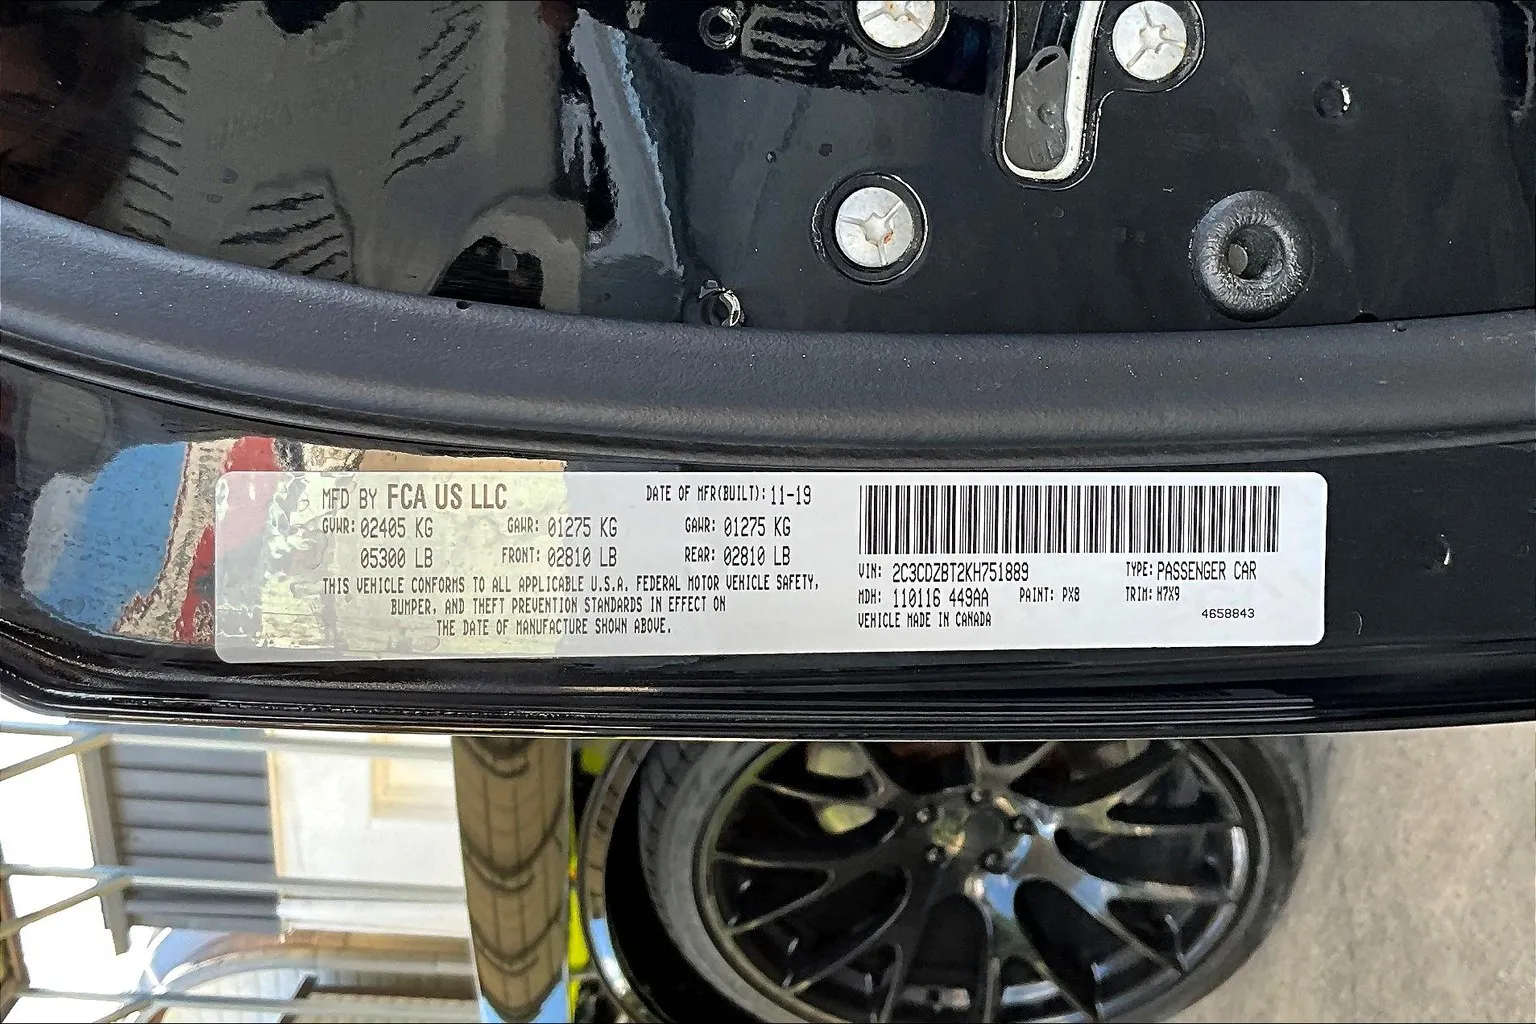 MFD BY FCA US LLC DATE OF MFR(BUILT): 11-19
GVWR: 02405 KG GAWR: 01275 KG GAWR: 01275 KG
05300 LB FRONT: 02810 LB REAR: 02810 LB
THIS VEHICLE CONFORMS TO ALL APPLICABLE U.S.A. FEDERAL MOTOR VEHICLE SAFETY,
BUMPER, AND THEFT PREVENTION STANDARDS IN EFFECT ON
THE DATE OF MANUFACTURE SHOWN ABOVE.
VIN: 2C3CDZBT2KH751889 TYPE: PASSENGER CAR
MDH: 110116 449AA PAINT: PX8 TRIM: H7X9
VEHICLE MADE IN CANADA 4658843